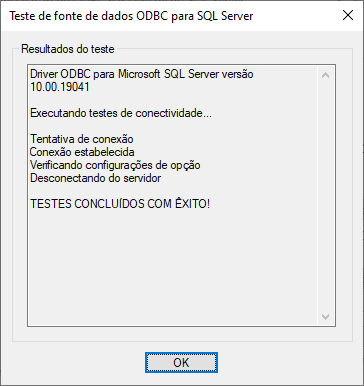 Teste de fonte de dados ODBC para SQL Server
Resultados do teste
Driver ODBC para Microsoft SQL Server versão
10.00.19041
Executando testes de conectividade...
Tentativa de conexão
Conexão estabelecida
Verificando configurações de opção
Desconectando do servidor
TESTES CONCLUÍDOS COM ÊXITO!
OK